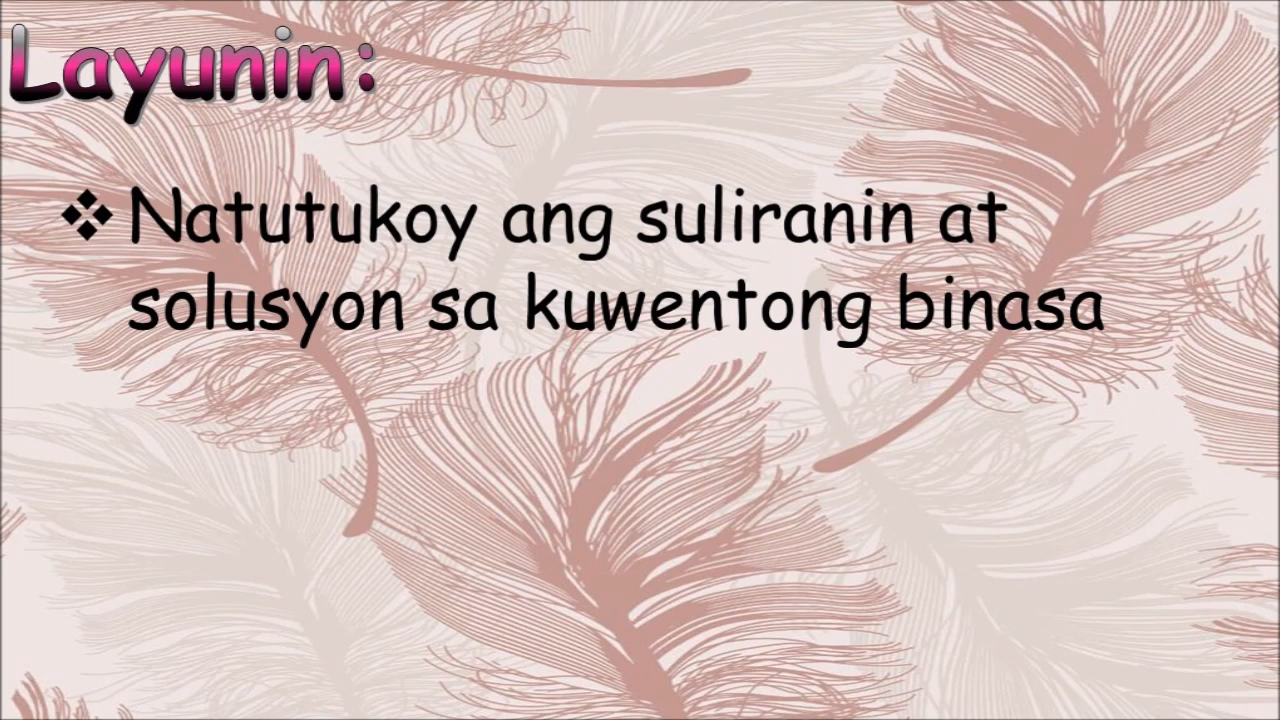 Layunin:
❖ Natutukoy ang suliranin at
solusyon sa kuwentong binasa